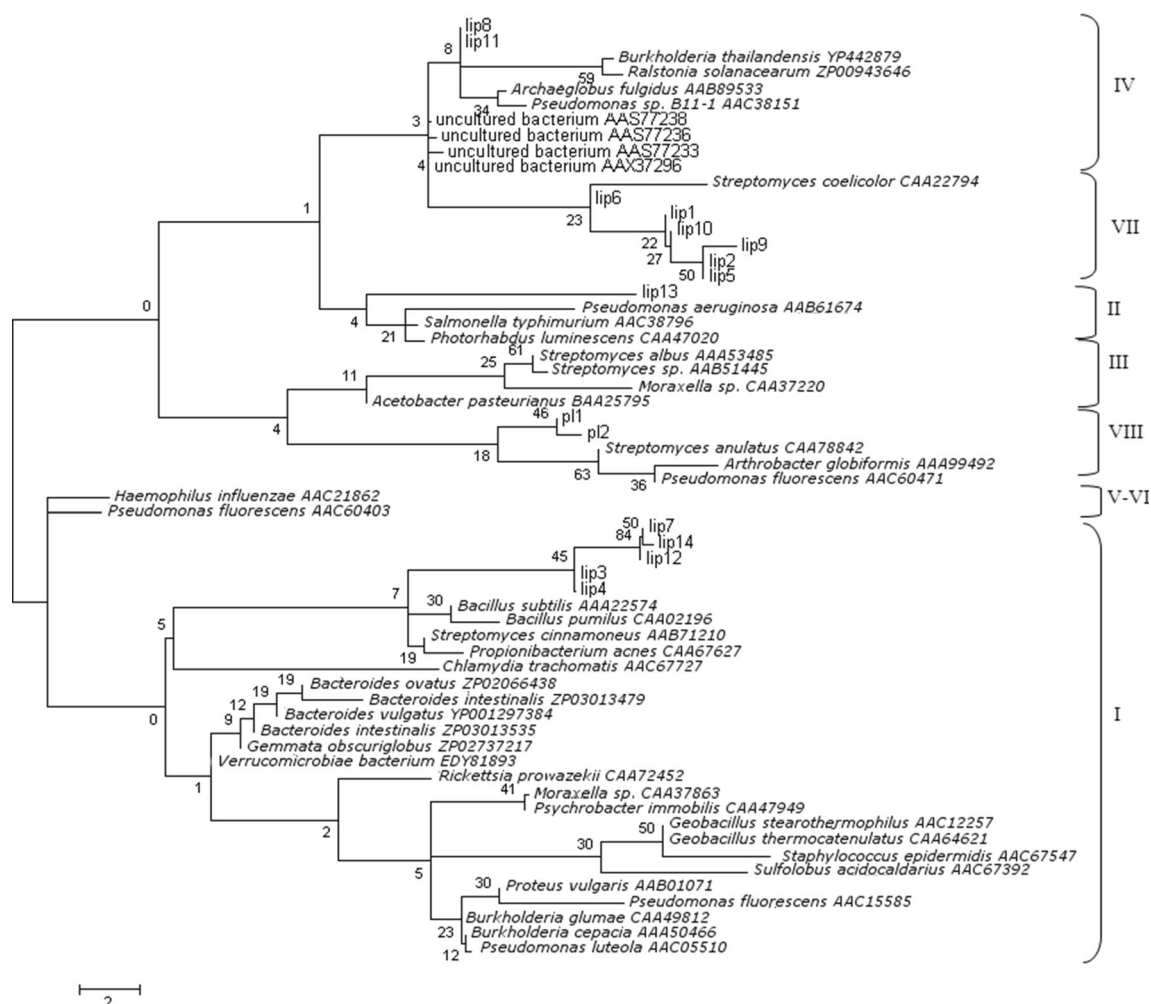 lip8
8
lip11
Burkholderia thailandensis YP442879
59
Ralstonia solanacearum ZP00943646
IV
Archaeglobus fulgidus AAB89533
34
Pseudomonas sp. B11-1 AAC38151
3
uncultured bacterium AAS77238
uncultured bacterium AAS77236
uncultured bacterium AAS77233
4
uncultured bacterium AAX37296
Streptomyces coelicolor CAA22794
lip6
1
23
lip1
lip10
VII
22
lip9
27
lip2
50
lip5
0
lip13
Pseudomonas aeruginosa AAB61674
II
4
Salmonella typhimurium AAC38796
21
Photorhabdus luminescens CAA47020
61
Streptomyces albus AAA53485
25
Streptomyces sp. AAB51445
III
11
Moraxella sp. CAA37220
Acetobacter pasteurianus BAA25795
46
pl1
4
pl2
VIII
18
Streptomyces anulatus CAA78842
Arthrobacter globiformis AAA99492
63
36
Pseudomonas fluorescens AAC60471
Haemophilus influenzae AAC21862
V-VI
Pseudomonas fluorescens AAC60403
50
lip7
84
lip14
45
lip12
lip3
lip4
7
30
Bacillus subtilis AAA22574
Bacillus pumilus CAA02196
5
Streptomyces cinnamoneus AAB71210
19
Propionibacterium acnes CAA67627
Chlamydia trachomatis AAC67727
19
Bacteroides ovatus ZP02066438
19
Bacteroides intestinalis ZP03013479
12
Bacteroides vulgatus YP001297384
0
9
Bacteroides intestinalis ZP03013535
I
Gemmata obscuriglobus ZP02737217
Verrucomicrobiae bacterium EDY81893
1
Rickettsia prowazekii CAA72452
41
Moraxella sp. CAA37863
Psychrobacter immobilis CAA47949
2
Geobacillus stearothermophilus AAC12257
50
Geobacillus thermocatenulatus CAA64621
30
Staphylococcus epidermidis AAC67547
5
Sulfolobus acidocaldarius AAC67392
30
Proteus vulgaris AAB01071
Pseudomonas fluorescens AAC15585
Burkholderia glumae CAA49812
23
Burkholderia cepacia AAA50466
12
Pseudomonas luteola AAC05510
2